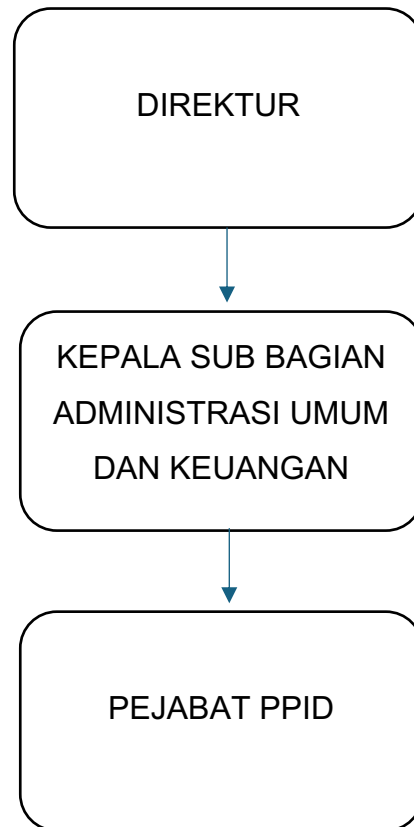 DIREKTUR
KEPALA SUB BAGIAN
ADMINISTRASI UMUM
DAN KEUANGAN
PEJABAT PPID